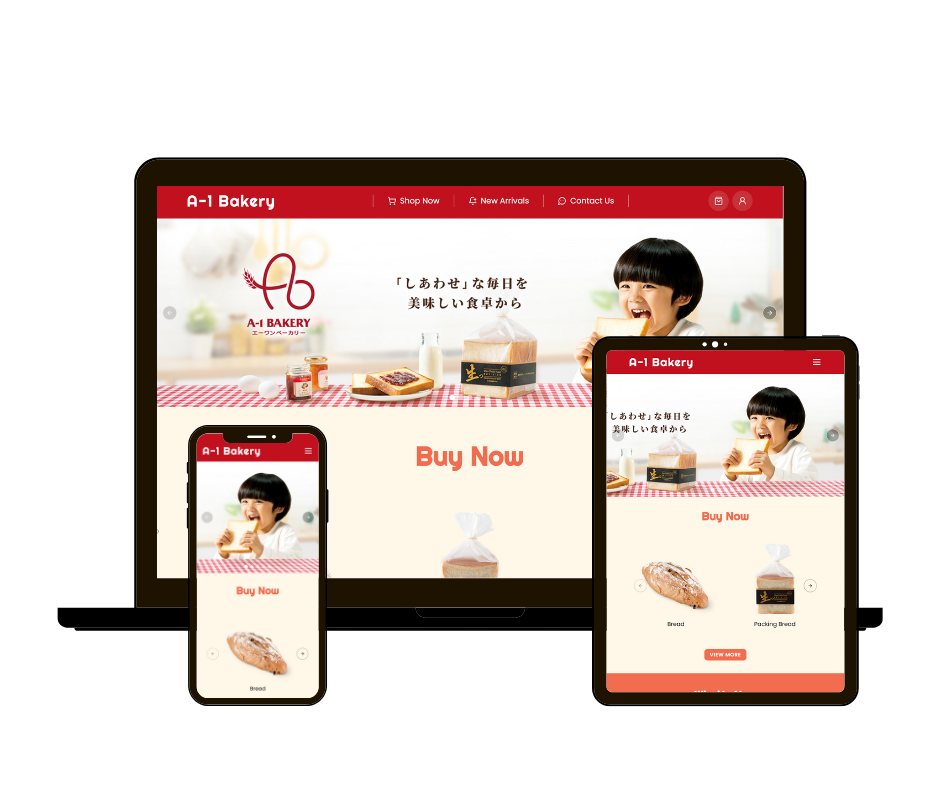 A-1 Bakery
Shop Now
New Arrivals
Contact Us
「しあわせ」な毎日を
美味しい食卓から
A-1 BAKERY
エーワンベーカリー
生
Buy Now
A-1 Bakery
しあわせ」な毎日を
美味しい食卓から
生
Buy Now
生
Bread
Packing Bread
VIEW MORE
A-1 Bakery
Buy Now
Bread